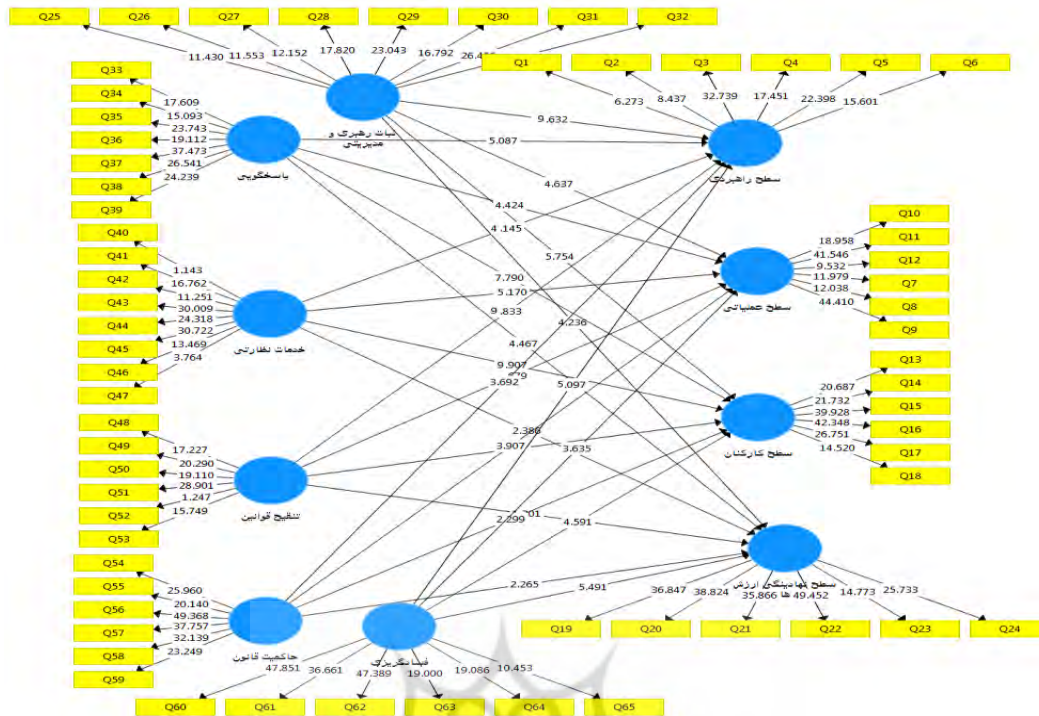 Q25 Q26 Q27 Q28 Q29 Q30 Q31 Q32
11.430 11.553 12.152 17.820 23.043 16.792
Q1 Q2 Q3 Q4 Q5 Q6
6.273 8.437 32.739 17.451 22.398 15.601
ثبات رهبری و
مدیریتی
Q33
Q34
Q35
Q36
Q37
Q38
Q39
17.609
15.093
23.743
19.112
37.473
26.541
24.239
پاسخگویی
سطح راهبردی
9.632
5.087
4.637
4.424
4.145
5.754
7.790
5.170
9.833
4.236
4.467
9.907
3.692
5.097
2.386
3.907
3.635
2.299
4.591
2.265
5.491
Q40
Q41
Q42
Q43
Q44
Q45
Q46
Q47
1.143
16.762
11.251
30.009
24.318
30.722
13.469
3.764
خدمات نظارتی
Q10
Q11
Q12
Q7
Q8
Q9
18.958
41.546
9.532
11.979
12.038
44.410
سطح عملیاتی
Q13
Q14
Q15
Q16
Q17
Q18
20.687
21.732
39.928
42.348
26.751
14.520
سطح کارکنان
Q48
Q49
Q50
Q51
Q52
Q53
17.227
20.290
19.110
28.901
1.247
15.749
تنقیح قوانین
Q54
Q55
Q56
Q57
Q58
Q59
25.960
20.140
49.368
37.757
32.139
23.249
حاکمیت قانون
سطح نهادینگی ارزش
ها
36.847 38.824 35.866 49.452 14.773 25.733
Q19 Q20 Q21 Q22 Q23 Q24
فسادگریزی
47.851 36.661 47.389 19.000 19.086 10.453
Q60 Q61 Q62 Q63 Q64 Q65